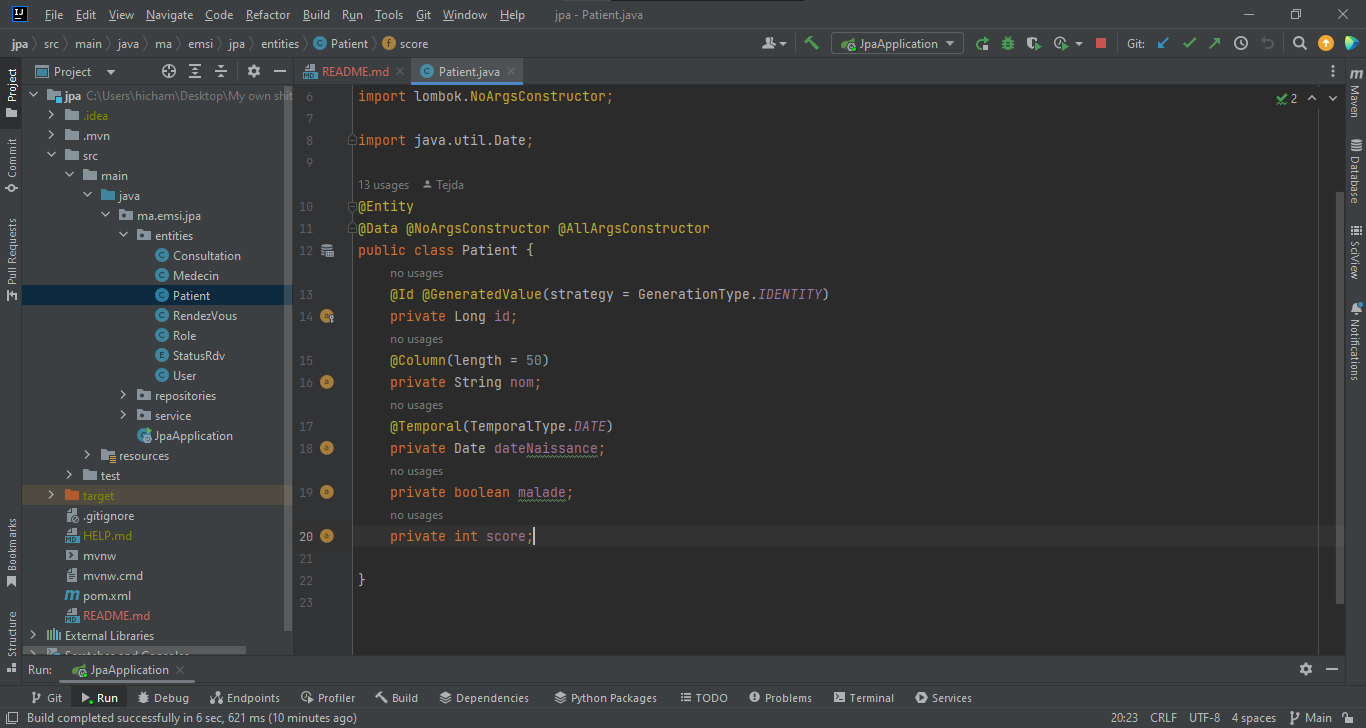 File Edit View Navigate Code Refactor Build Run Tools Git Window Help jpa - Patient.java
jpa src main java ma emsi jpa entities Patient score
JpaApplication
Git:
Project
README.md
Patient.java
jpa C:\Users\hicham\Desktop\My own shit
.idea
.mvn
src
main
java
ma.emsi.jpa
entities
Consultation
Medecin
Patient
RendezVous
Role
StatusRdv
User
repositories
service
JpaApplication
resources
test
target
.gitignore
HELP.md
mvnw
mvnw.cmd
pom.xml
README.md
External Libraries
Scratches and Consoles
Project
Commit
Pull Requests
Bookmarks
Structure
6 import lombok.NoArgsConstructor;
7
8 import java.util.Date;
9
13 usages Tejda
10 @Entity
11 @Data @NoArgsConstructor @AllArgsConstructor
12 public class Patient {
no usages
13 @Id @GeneratedValue(strategy = GenerationType.IDENTITY)
14 private Long id;
no usages
15 @Column(length = 50)
16 private String nom;
no usages
17 @Temporal(TemporalType.DATE)
18 private Date dateNaissance;
no usages
19 private boolean malade;
no usages
20 private int score;
21
22 }
23
2
Maven
Database
SciView
Notifications
Run: JpaApplication
Git Run Debug Endpoints Profiler Build Dependencies Python Packages TODO Problems Terminal Services
Build completed successfully in 6 sec, 621 ms (10 minutes ago)
20:23 CRLF UTF-8 4 spaces Main